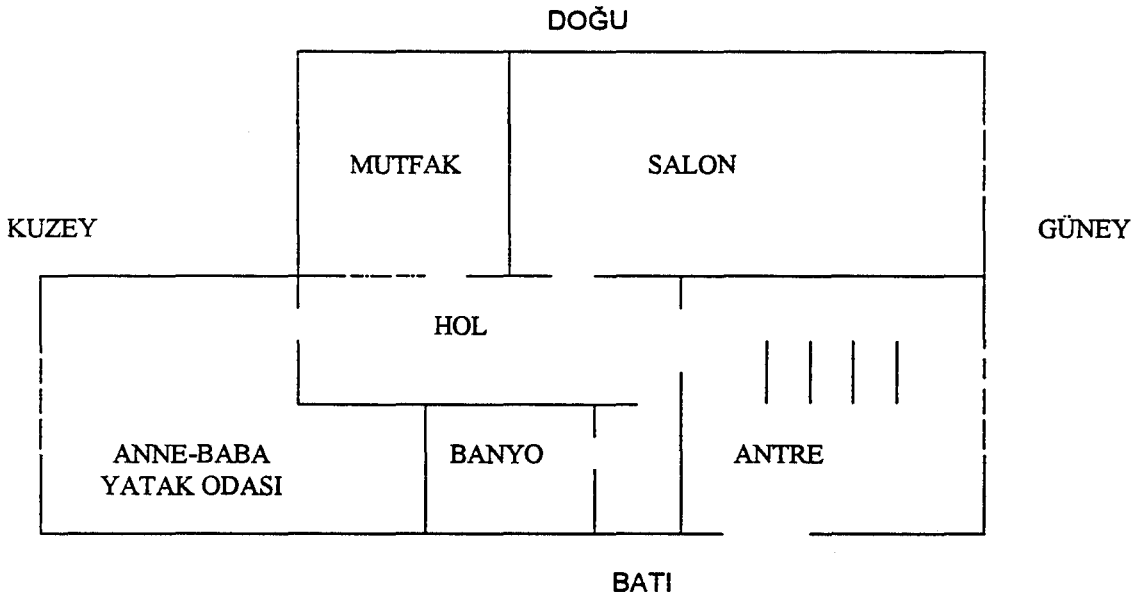 DOĞU
MUTFAK
SALON
KUZEY
GÜNEY
HOL
ANNE-BABA
YATAK ODASI
BANYO
ANTRE
BATI